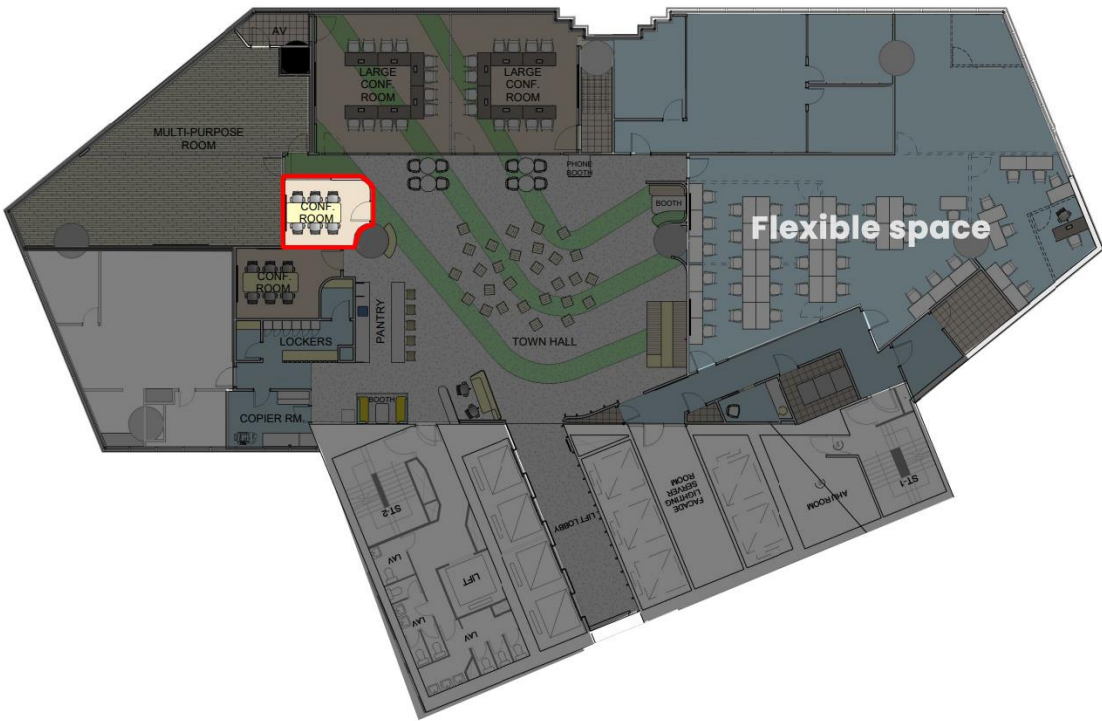 AV
LARGE
CONF.
ROOM
LARGE
CONF.
ROOM
MULTI-PURPOSE
ROOM
PHONE
BOOTH
CONF.
ROOM
BOOTH
Flexible space
CONF.
ROOM
PANTRY
LOCKERS
TOWN HALL
BOOTH
COPIER RM.
ST-2
FACADE
LIGHTING
SERVER
ROOM
AHU ROOM
ST-1
LIFT LOBBY
LAV
LIFT
LAV
LAV